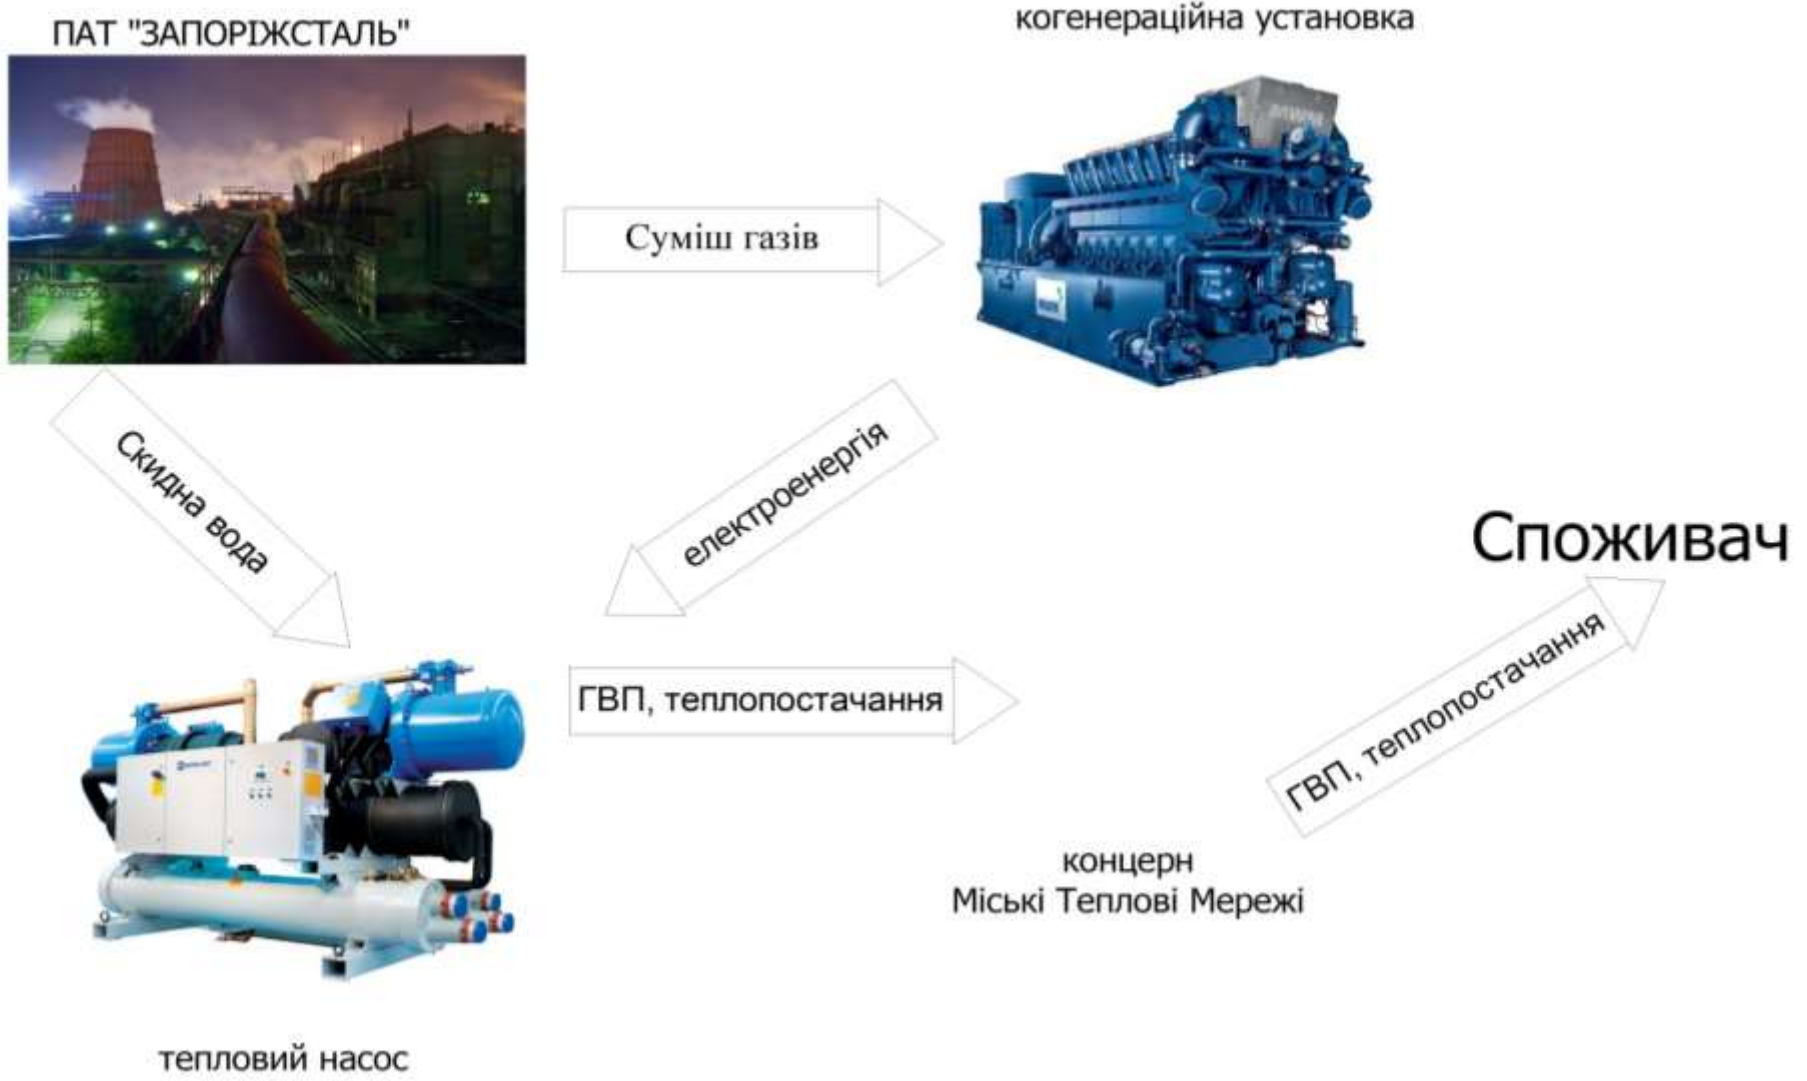 ПАТ "ЗАПОРІЖСТАЛЬ"
когенераційна установка
MWM
Суміш газів
Скидна вода
електроенергія
Споживач
ГВП, теплопостачання
ГВП, теплопостачання
концерн
Міські Теплові Мережі
тепловий насос